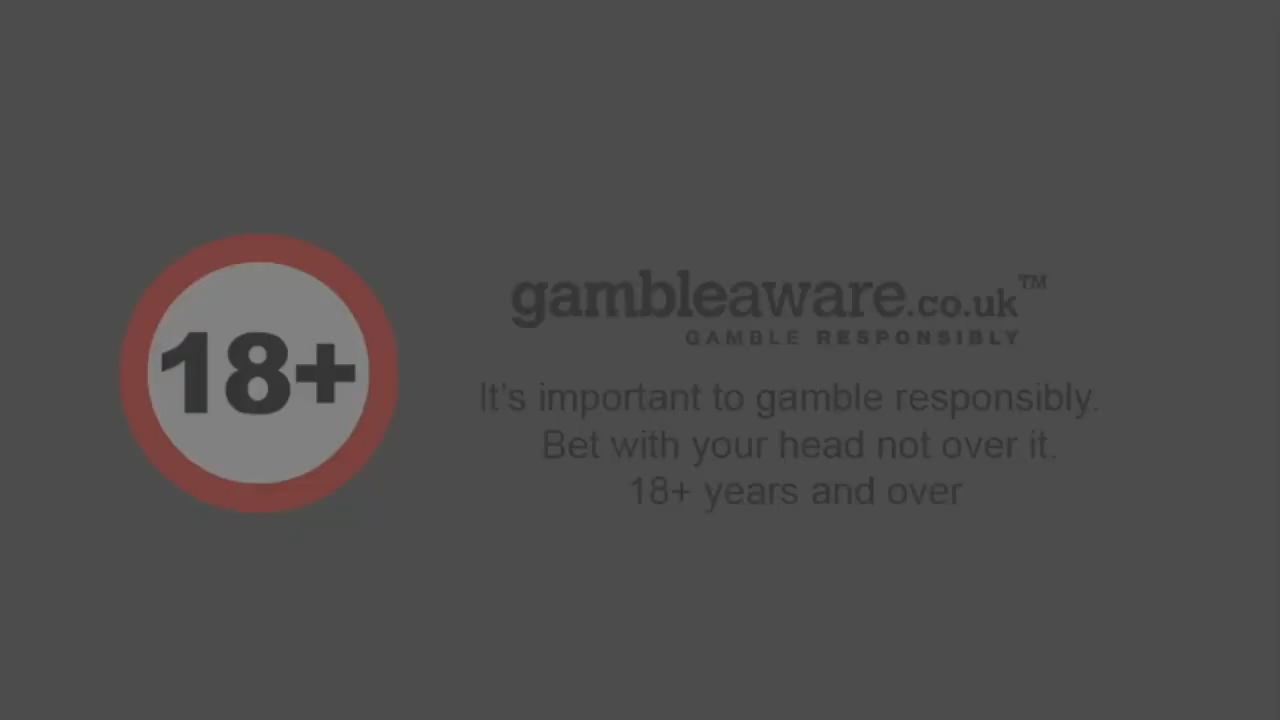 18+
gambleaware.co.uk™
GAMBLE RESPONSIBLY
It's important to gamble responsibly.
Bet with your head not over it.
18+ years and over